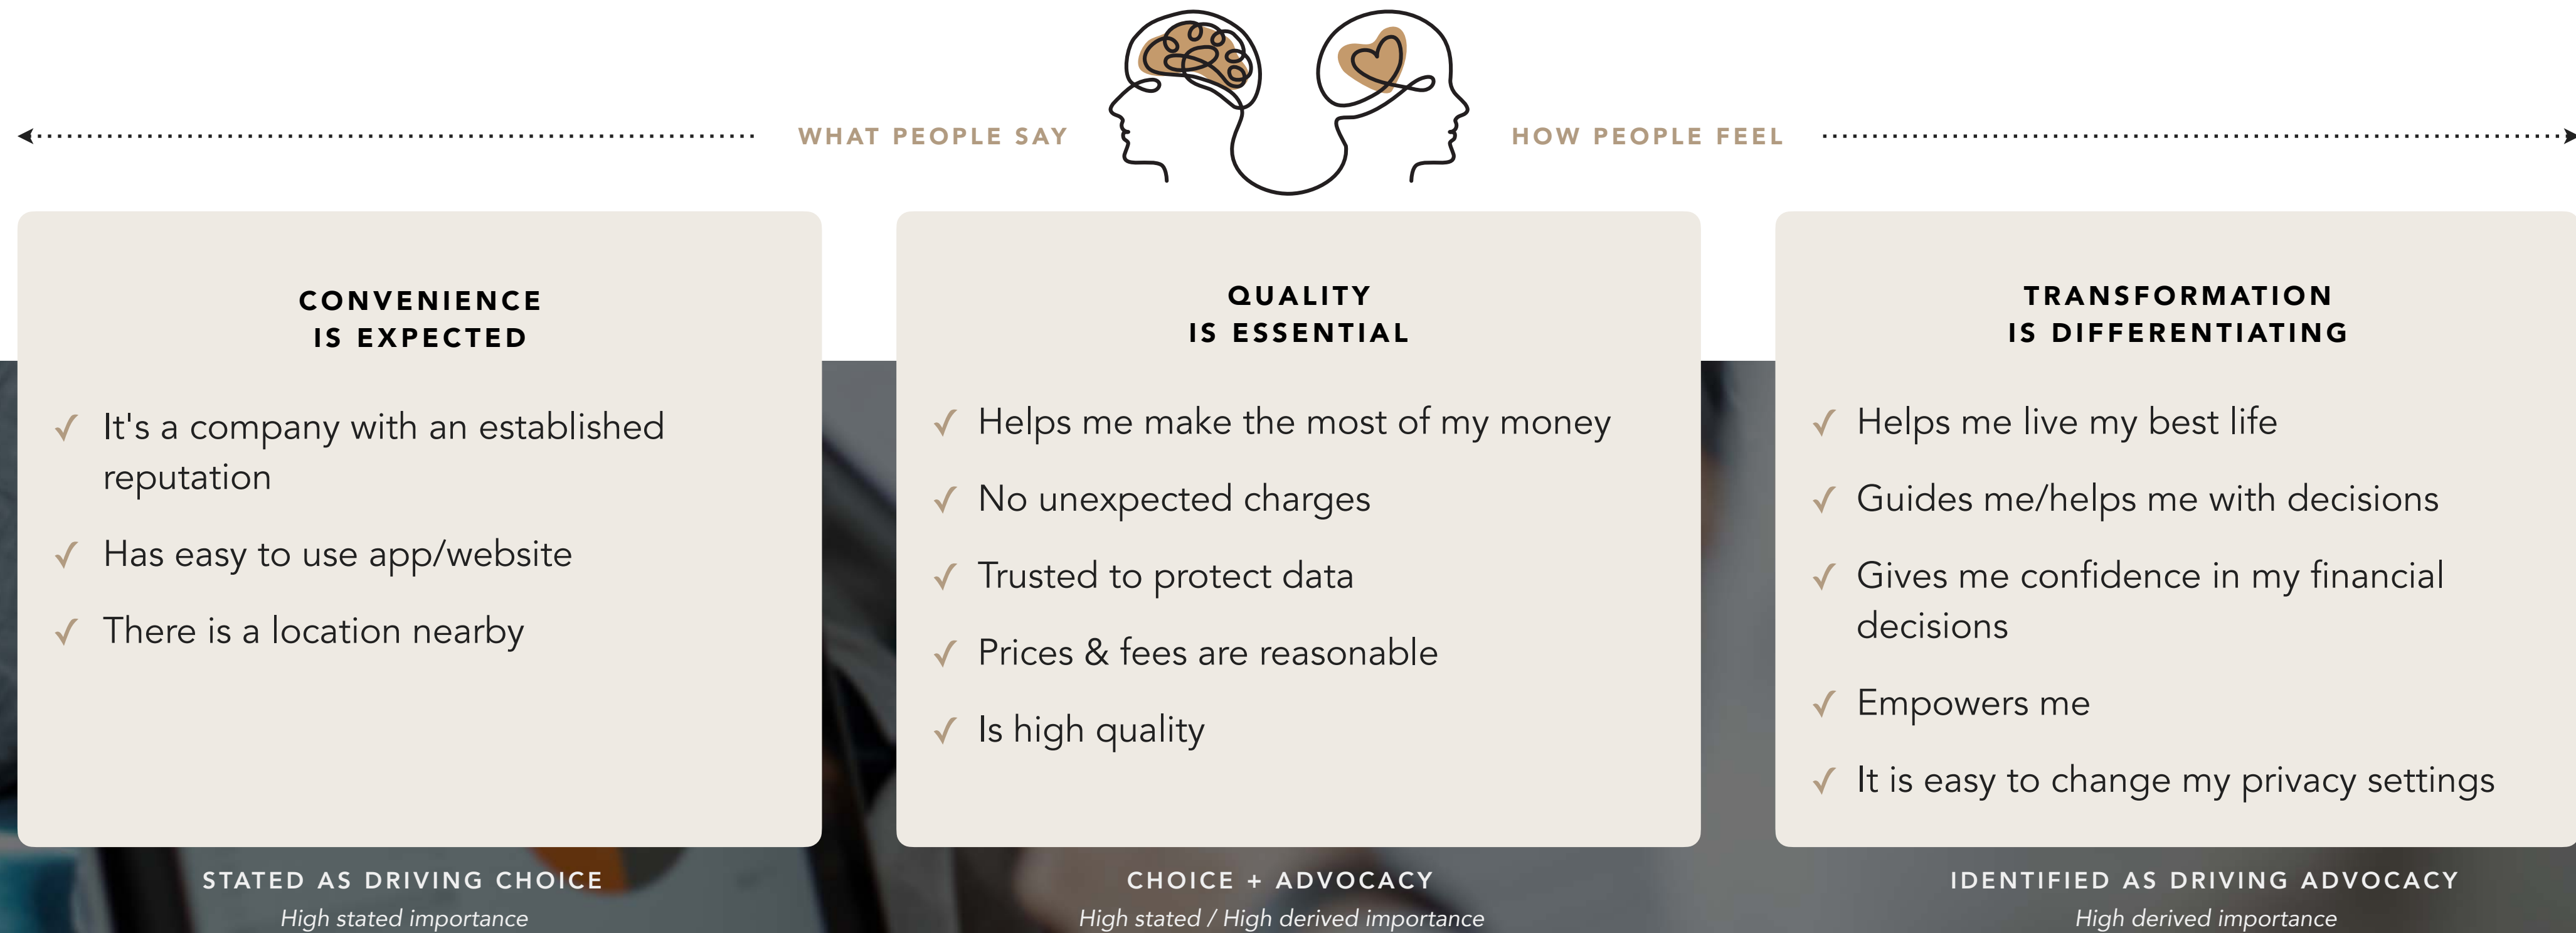 WHAT PEOPLE SAY
HOW PEOPLE FEEL
CONVENIENCE
IS EXPECTED
It's a company with an established
reputation
Has easy to use app/website
There is a location nearby
STATED AS DRIVING CHOICE
High stated importance
QUALITY
IS ESSENTIAL
Helps me make the most of my money
No unexpected charges
Trusted to protect data
Prices & fees are reasonable
Is high quality
CHOICE + ADVOCACY
High stated / High derived importance
TRANSFORMATION
IS DIFFERENTIATING
Helps me live my best life
Guides me/helps me with decisions
Gives me confidence in my financial
decisions
Empowers me
It is easy to change my privacy settings
IDENTIFIED AS DRIVING ADVOCACY
High derived importance